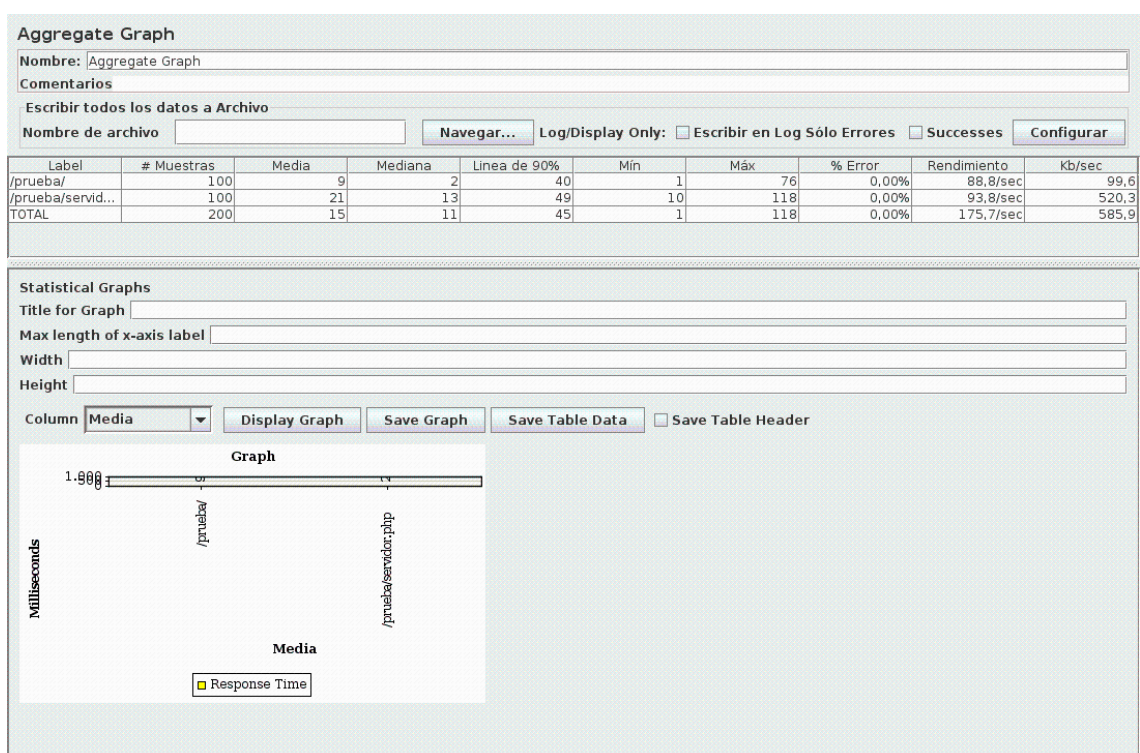 Aggregate Graph
Nombre: Aggregate Graph
Comentarios
Escribir todos los datos a Archivo
Nombre de archivo Navegar... Log/Display Only: Escribir en Log Sólo Errores Successes Configurar
Label # Muestras Media Mediana Linea de 90% Mín Máx % Error Rendimiento Kb/sec
/prueba/ 100 9 2 40 1 76 0,00% 88,8/sec 99,6
/prueba/servid... 100 21 13 49 10 118 0,00% 93,8/sec 520,3
TOTAL 200 15 11 45 1 118 0,00% 175,7/sec 585,9
Statistical Graphs
Title for Graph
Max length of x-axis label
Width
Height
Column Media Display Graph Save Graph Save Table Data Save Table Header
Graph
Milliseconds
/prueba/
/prueba/servidor.php
Media
Response Time